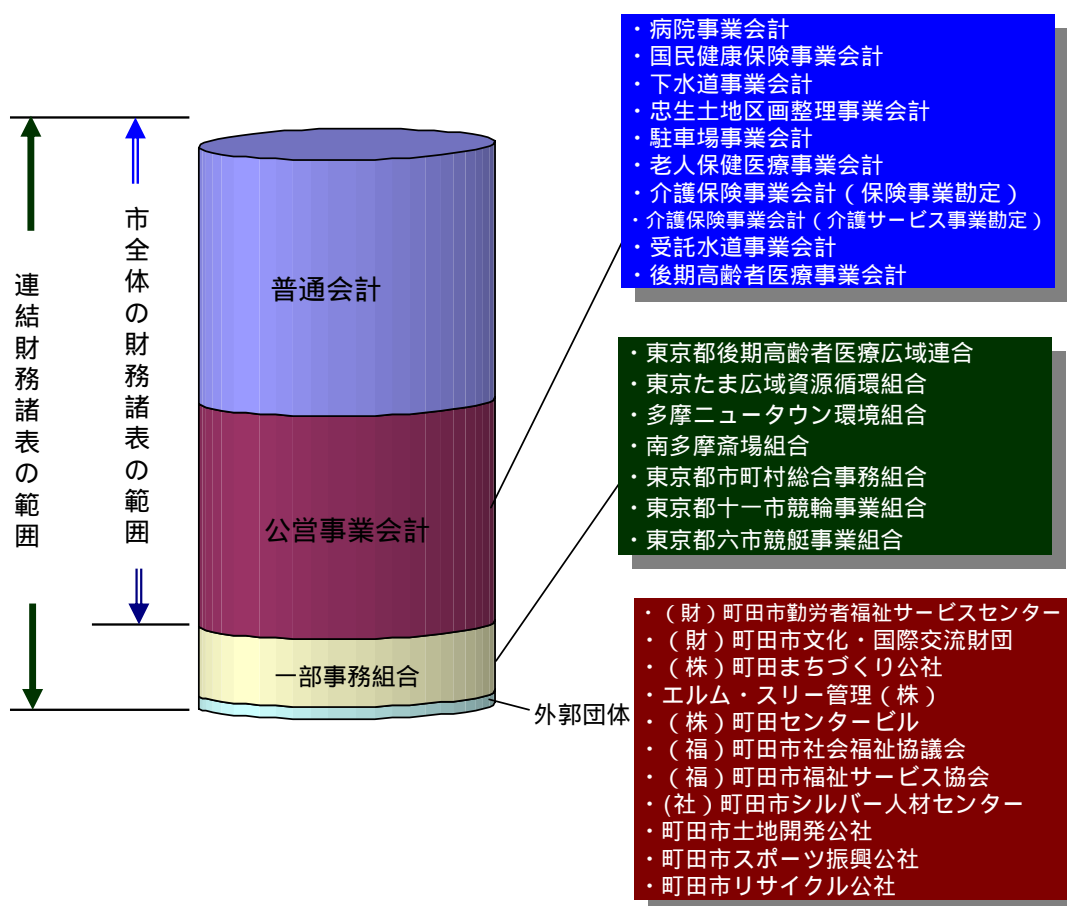 連結財務諸表の範囲
市全体の財務諸表の範囲
普通会計
公営事業会計
一部事務組合
外郭団体
・病院事業会計
・国民健康保険事業会計
・下水道事業会計
・忠生土地区画整理事業会計
・駐車場事業会計
・老人保健医療事業会計
・介護保険事業会計（保険事業勘定）
・介護保険事業会計（介護サービス事業勘定）
・受託水道事業会計
・後期高齢者医療事業会計
・東京都後期高齢者医療広域連合
・東京たま広域資源循環組合
・多摩ニュータウン環境組合
・南多摩斎場組合
・東京都市町村総合事務組合
・東京都十一市競輪事業組合
・東京都六市競艇事業組合
・（財）町田市勤労者福祉サービスセンター
・（財）町田市文化・国際交流財団
・（株）町田まちづくり公社
・エルム・スリー管理（株）
・（株）町田センタービル
・（福）町田市社会福祉協議会
・（福）町田市福祉サービス協会
・(社）町田市シルバー人材センター
・町田市土地開発公社
・町田市スポーツ振興公社
・町田市リサイクル公社